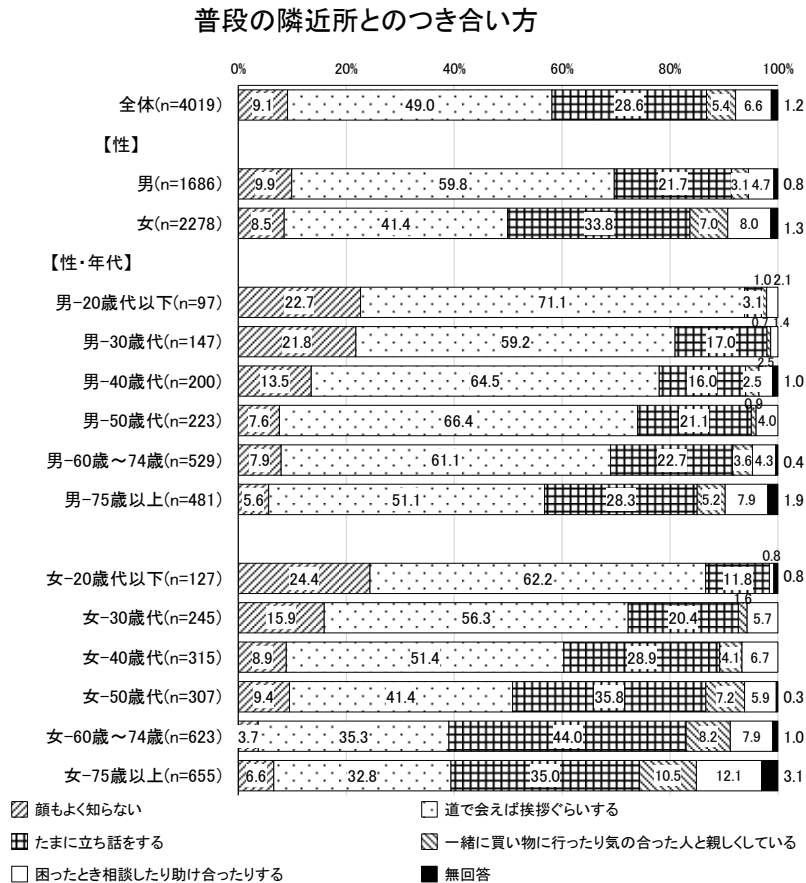 普段の隣近所とのつき合い方
0% 20% 40% 60% 80% 100%
全体(n=4019) 9.1 49.0 28.6 5.4 6.6 1.2
【性】
男(n=1686) 9.9 59.8 21.7 3.1 4.7 0.8
女(n=2278) 8.5 41.4 33.8 7.0 8.0 1.3
【性・年代】
男-20歳代以下(n=97) 22.7 71.1 3.1 1.0 2.1
男-30歳代(n=147) 21.8 59.2 17.0 0.7 1.4
男-40歳代(n=200) 13.5 64.5 16.0 2.5 2.5 1.0
男-50歳代(n=223) 7.6 66.4 21.1 0.9 4.0
男-60歳～74歳(n=529) 7.9 61.1 22.7 3.6 4.3 0.4
男-75歳以上(n=481) 5.6 51.1 28.3 5.2 7.9 1.9
女-20歳代以下(n=127) 24.4 62.2 11.8 0.8 0.8
女-30歳代(n=245) 15.9 56.3 20.4 1.6 5.7
女-40歳代(n=315) 8.9 51.4 28.9 4.1 6.7
女-50歳代(n=307) 9.4 41.4 35.8 7.2 5.9 0.3
女-60歳～74歳(n=623) 3.7 35.3 44.0 8.2 7.9 1.0
女-75歳以上(n=655) 6.6 32.8 35.0 10.5 12.1 3.1
顔もよく知らない 道で会えば挨拶ぐらいする
たまに立ち話をする 一緒に買い物に行ったり気の合った人と親しくしている
困ったとき相談したり助け合ったりする 無回答